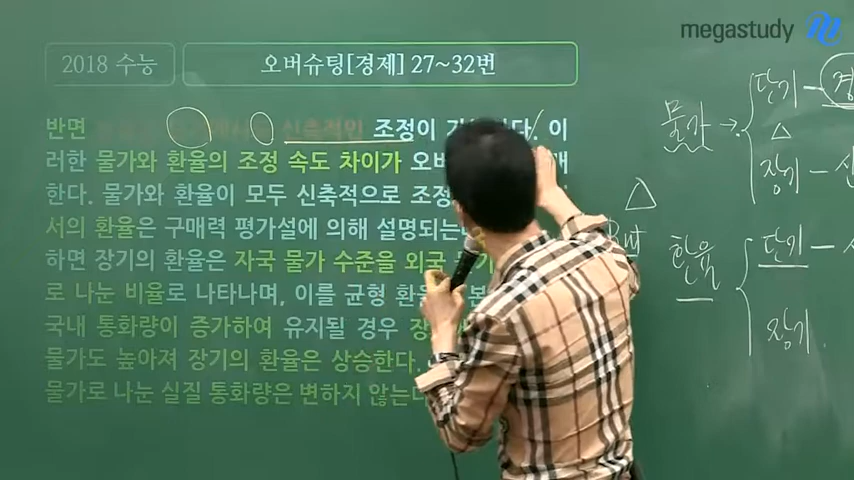 megastudy
2018 수능
오버슈팅[경제] 27~32번
반면 신축적인 조정이 이
러한 물가와 환율의 조정 속도 차이가
한다. 물가와 환율이 모두 신축적으로
서의 환율은 구매력 평가설에 의해 설명되는
하면 장기의 환율은 자국 물가 수준을 외국
로 나눈 비율로 나타나며, 이를 균형
국내 통화량이 증가하여 유지될 경우
물가도 높아져 장기의 환율은 상승한다.
물가로 나눈 실질 통화량은 변하지 않는
물가 →
단기 -
장기 -
But
환율
단기 -
장기